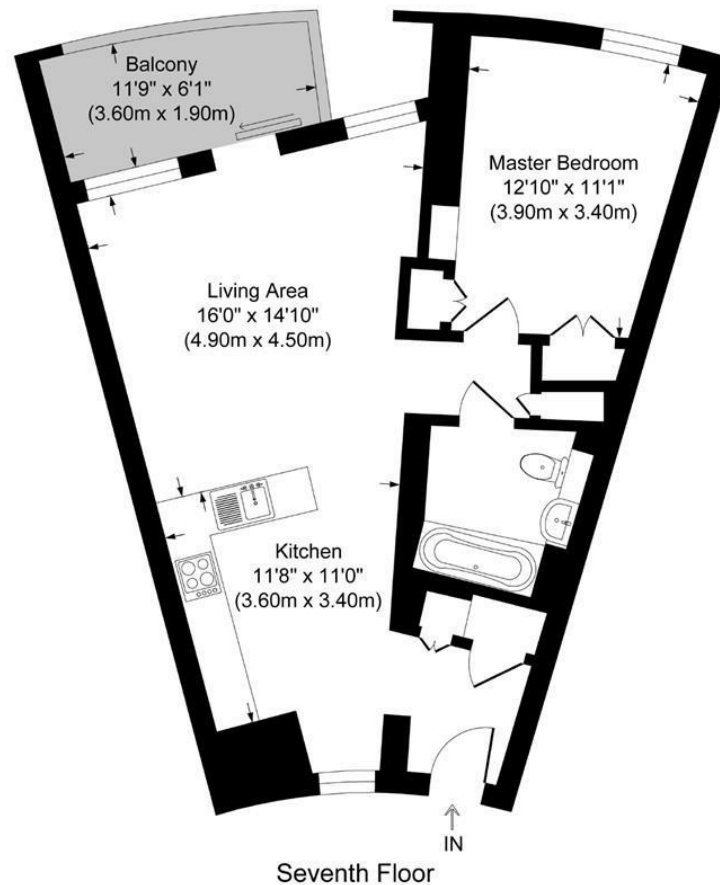 Balcony
11'9" x 6'1"
(3.60m x 1.90m)
Master Bedroom
12'10" x 11'1"
(3.90m x 3.40m)
Living Area
16'0" x 14'10"
(4.90m x 4.50m)
Kitchen
11'8" x 11'0"
(3.60m x 3.40m)
IN
Seventh Floor